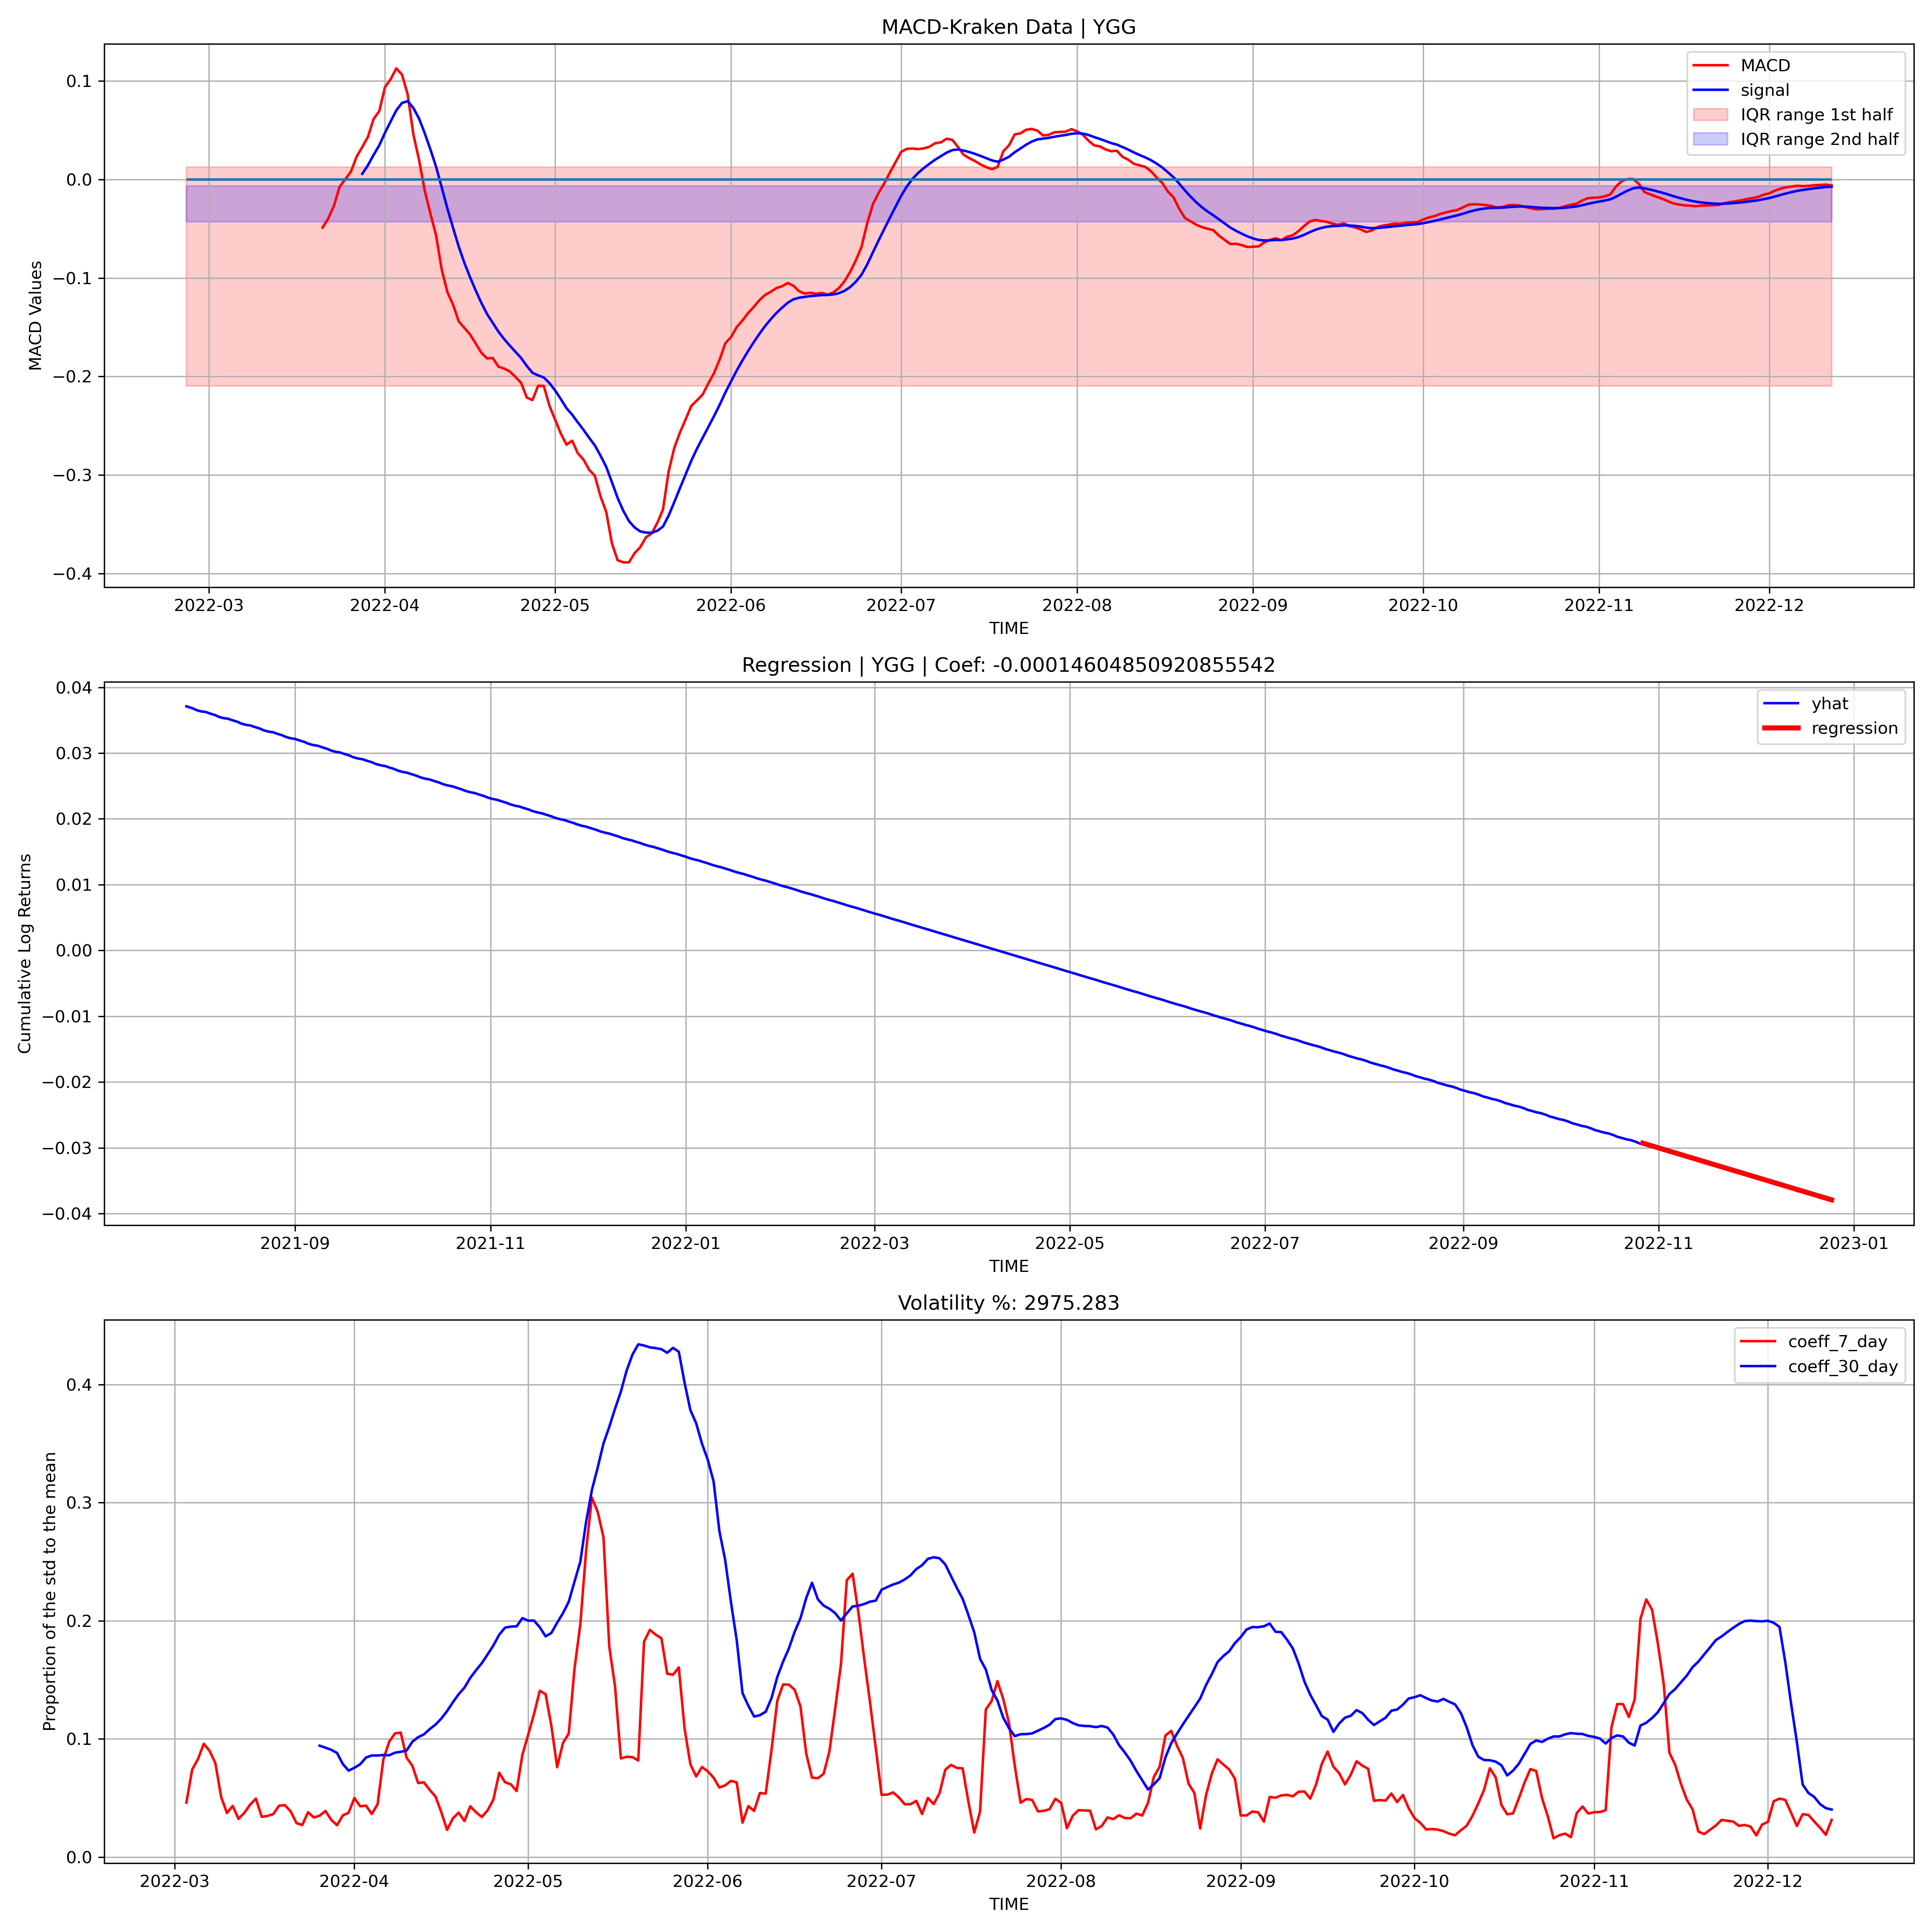 MACD-Kraken Data | YGG
MACD
signal
IQR range 1st half
IQR range 2nd half
MACD Values
0.1
0.0
−0.1
−0.2
−0.3
−0.4
2022-03 2022-04 2022-05 2022-06 2022-07 2022-08 2022-09 2022-10 2022-11 2022-12
TIME
Regression | YGG | Coef: -0.00014604850920855542
yhat
regression
Cumulative Log Returns
0.04
0.03
0.02
0.01
0.00
−0.01
−0.02
−0.03
−0.04
2021-09 2021-11 2022-01 2022-03 2022-05 2022-07 2022-09 2022-11 2023-01
TIME
Volatility %: 2975.283
coeff_7_day
coeff_30_day
Proportion of the std to the mean
0.4
0.3
0.2
0.1
0.0
2022-03 2022-04 2022-05 2022-06 2022-07 2022-08 2022-09 2022-10 2022-11 2022-12
TIME